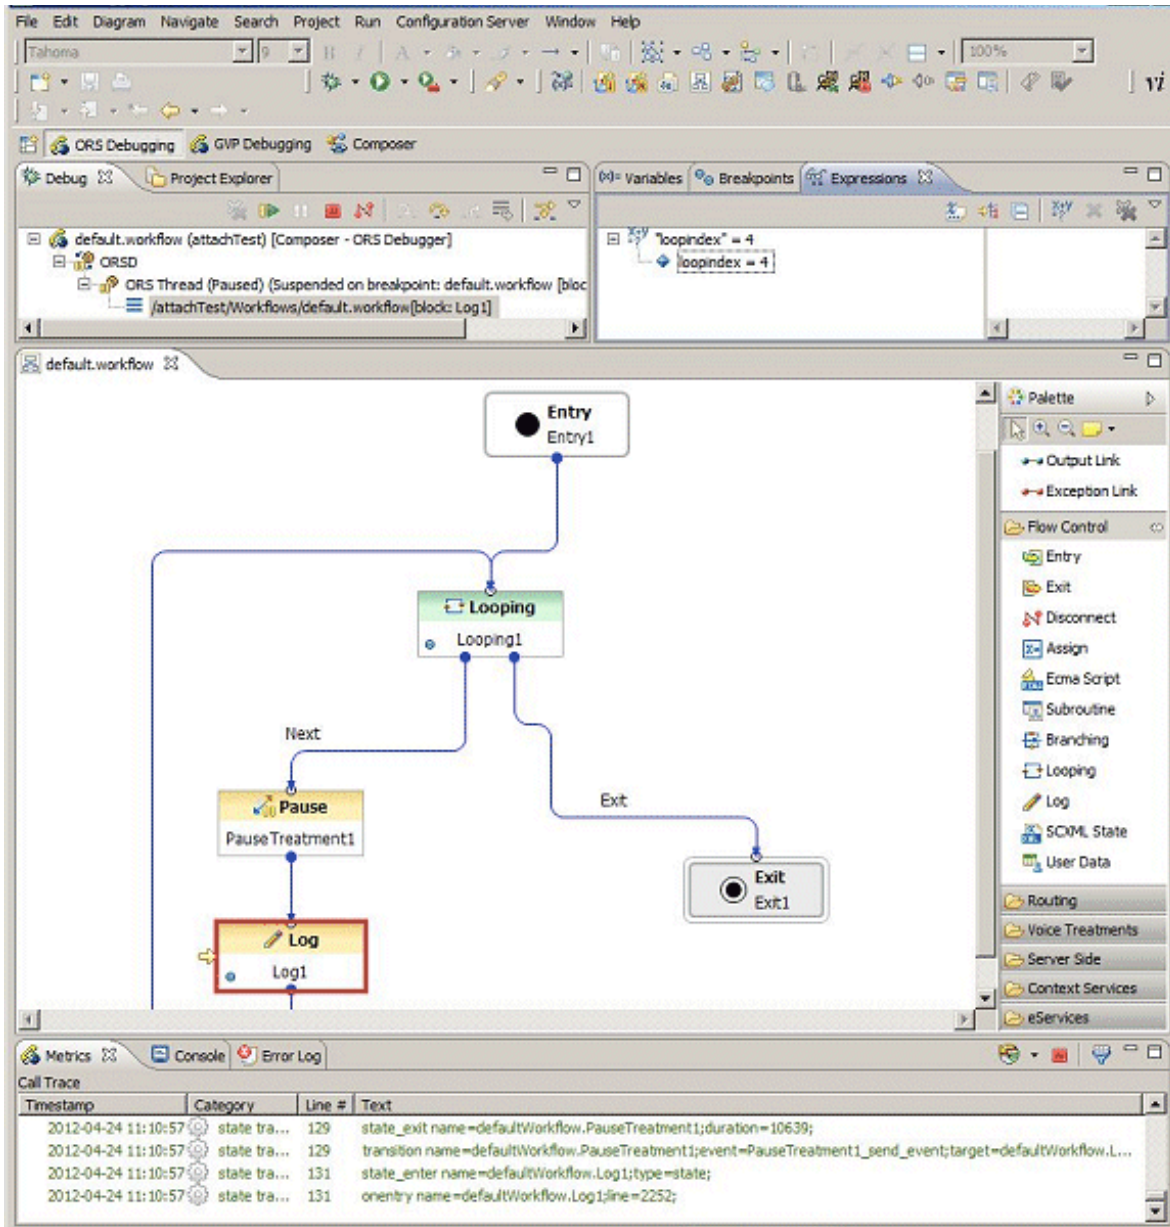 File Edit Diagram Navigate Search Project Run Configuration Server Window Help
Tahoma 9 B I A 100%
vi
ORS Debugging GVP Debugging Composer
Debug Project Explorer
(x)= Variables Breakpoints Expressions
default.workflow (attachTest) [Composer - ORS Debugger]
ORSD
ORS Thread (Paused) (Suspended on breakpoint: default.workflow [bloc
/attachTest/Workflows/default.workflow[block: Log1]
"loopindex" = 4
loopindex = 4
default.workflow
Entry
Entry1
Looping
Looping1
Next
Exit
Pause
PauseTreatment1
Exit
Exit1
Log
Log1
Palette
Output Link
Exception Link
Flow Control
Entry
Exit
Disconnect
Assign
Ecma Script
Subroutine
Branching
Looping
Log
SCXML State
User Data
Routing
Voice Treatments
Server Side
Context Services
eServices
Metrics Console Error Log
Call Trace
Timestamp Category Line # Text
2012-04-24 11:10:57 state tra... 129 state_exit name=defaultWorkflow.PauseTreatment1;duration=10639;
2012-04-24 11:10:57 state tra... 129 transition name=defaultWorkflow.PauseTreatment1;event=PauseTreatment1_send_event;target=defaultWorkflow.L...
2012-04-24 11:10:57 state tra... 131 state_enter name=defaultWorkflow.Log1;type=state;
2012-04-24 11:10:57 state tra... 131 onentry name=defaultWorkflow.Log1;line=2252;